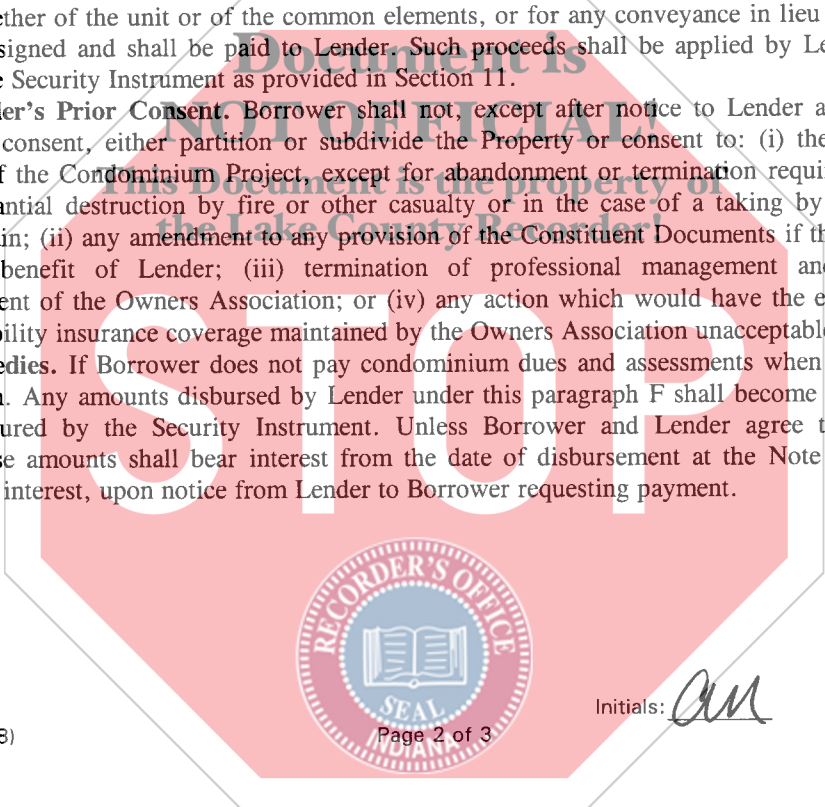 ther of the unit or of the common elements, or for any conveyance in lieu
signed and shall be paid to Lender. Such proceeds shall be applied by Le
Document is
e Security Instrument as provided in Section 11.
er's Prior Consent. Borrower shall not, except after notice to Lender a
NOT OFFICIAL!
consent, either partition or subdivide the Property or consent to: (i) the
f the Condominium Project, except for abandonment or termination requi
This Document is the property of
antial destruction by fire or other casualty or in the case of a taking by
the Lake County Recorder!
in; (ii) any amendment to any provision of the Constituent Documents if th
benefit of Lender; (iii) termination of professional management and
ent of the Owners Association; or (iv) any action which would have the e
bility insurance coverage maintained by the Owners Association unacceptable
edies. If Borrower does not pay condominium dues and assessments when
. Any amounts disbursed by Lender under this paragraph F shall become
STOP
ured by the Security Instrument. Unless Borrower and Lender agree t
se amounts shall bear interest from the date of disbursement at the Note
interest, upon notice from Lender to Borrower requesting payment.
RECORDER'S OFFICE
SEAL
INDIANA
Initials:
8)
Page 2 of 3